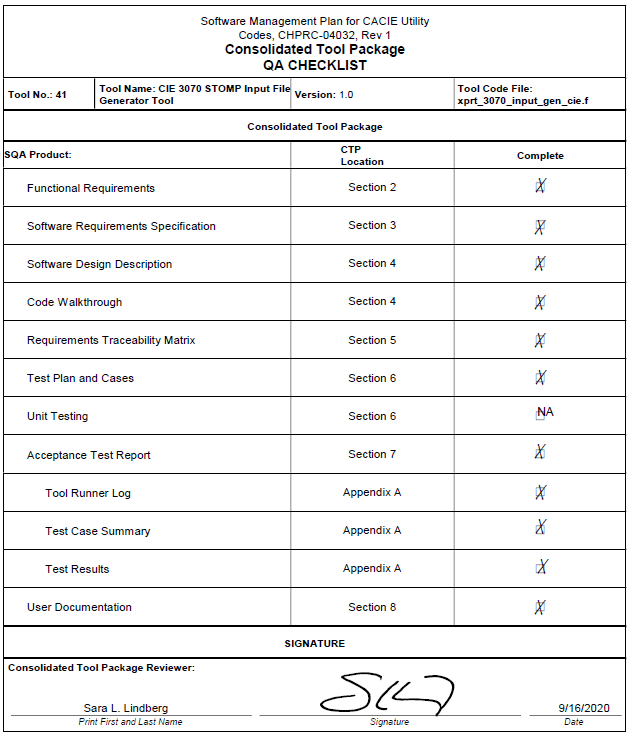 Software Management Plan for CACIE Utility
Codes, CHPRC-04032, Rev 1
Consolidated Tool Package
QA CHECKLIST
Tool No.: 41
Tool Name: CIE 3070 STOMP Input File
Generator Tool
Version: 1.0
Tool Code File:
xprt_3070_input_gen_cie.f
Consolidated Tool Package
SQA Product:
CTP
Location
Complete
Functional Requirements Section 2 X
Software Requirements Specification Section 3 X
Software Design Description Section 4 X
Code Walkthrough Section 4 X
Requirements Traceability Matrix Section 5 X
Test Plan and Cases Section 6 X
Unit Testing Section 6 NA
Acceptance Test Report Section 7 X
Tool Runner Log Appendix A X
Test Case Summary Appendix A X
Test Results Appendix A X
User Documentation Section 8 X
SIGNATURE
Consolidated Tool Package Reviewer:
Sara L. Lindberg 9/16/2020
Print First and Last Name Signature Date